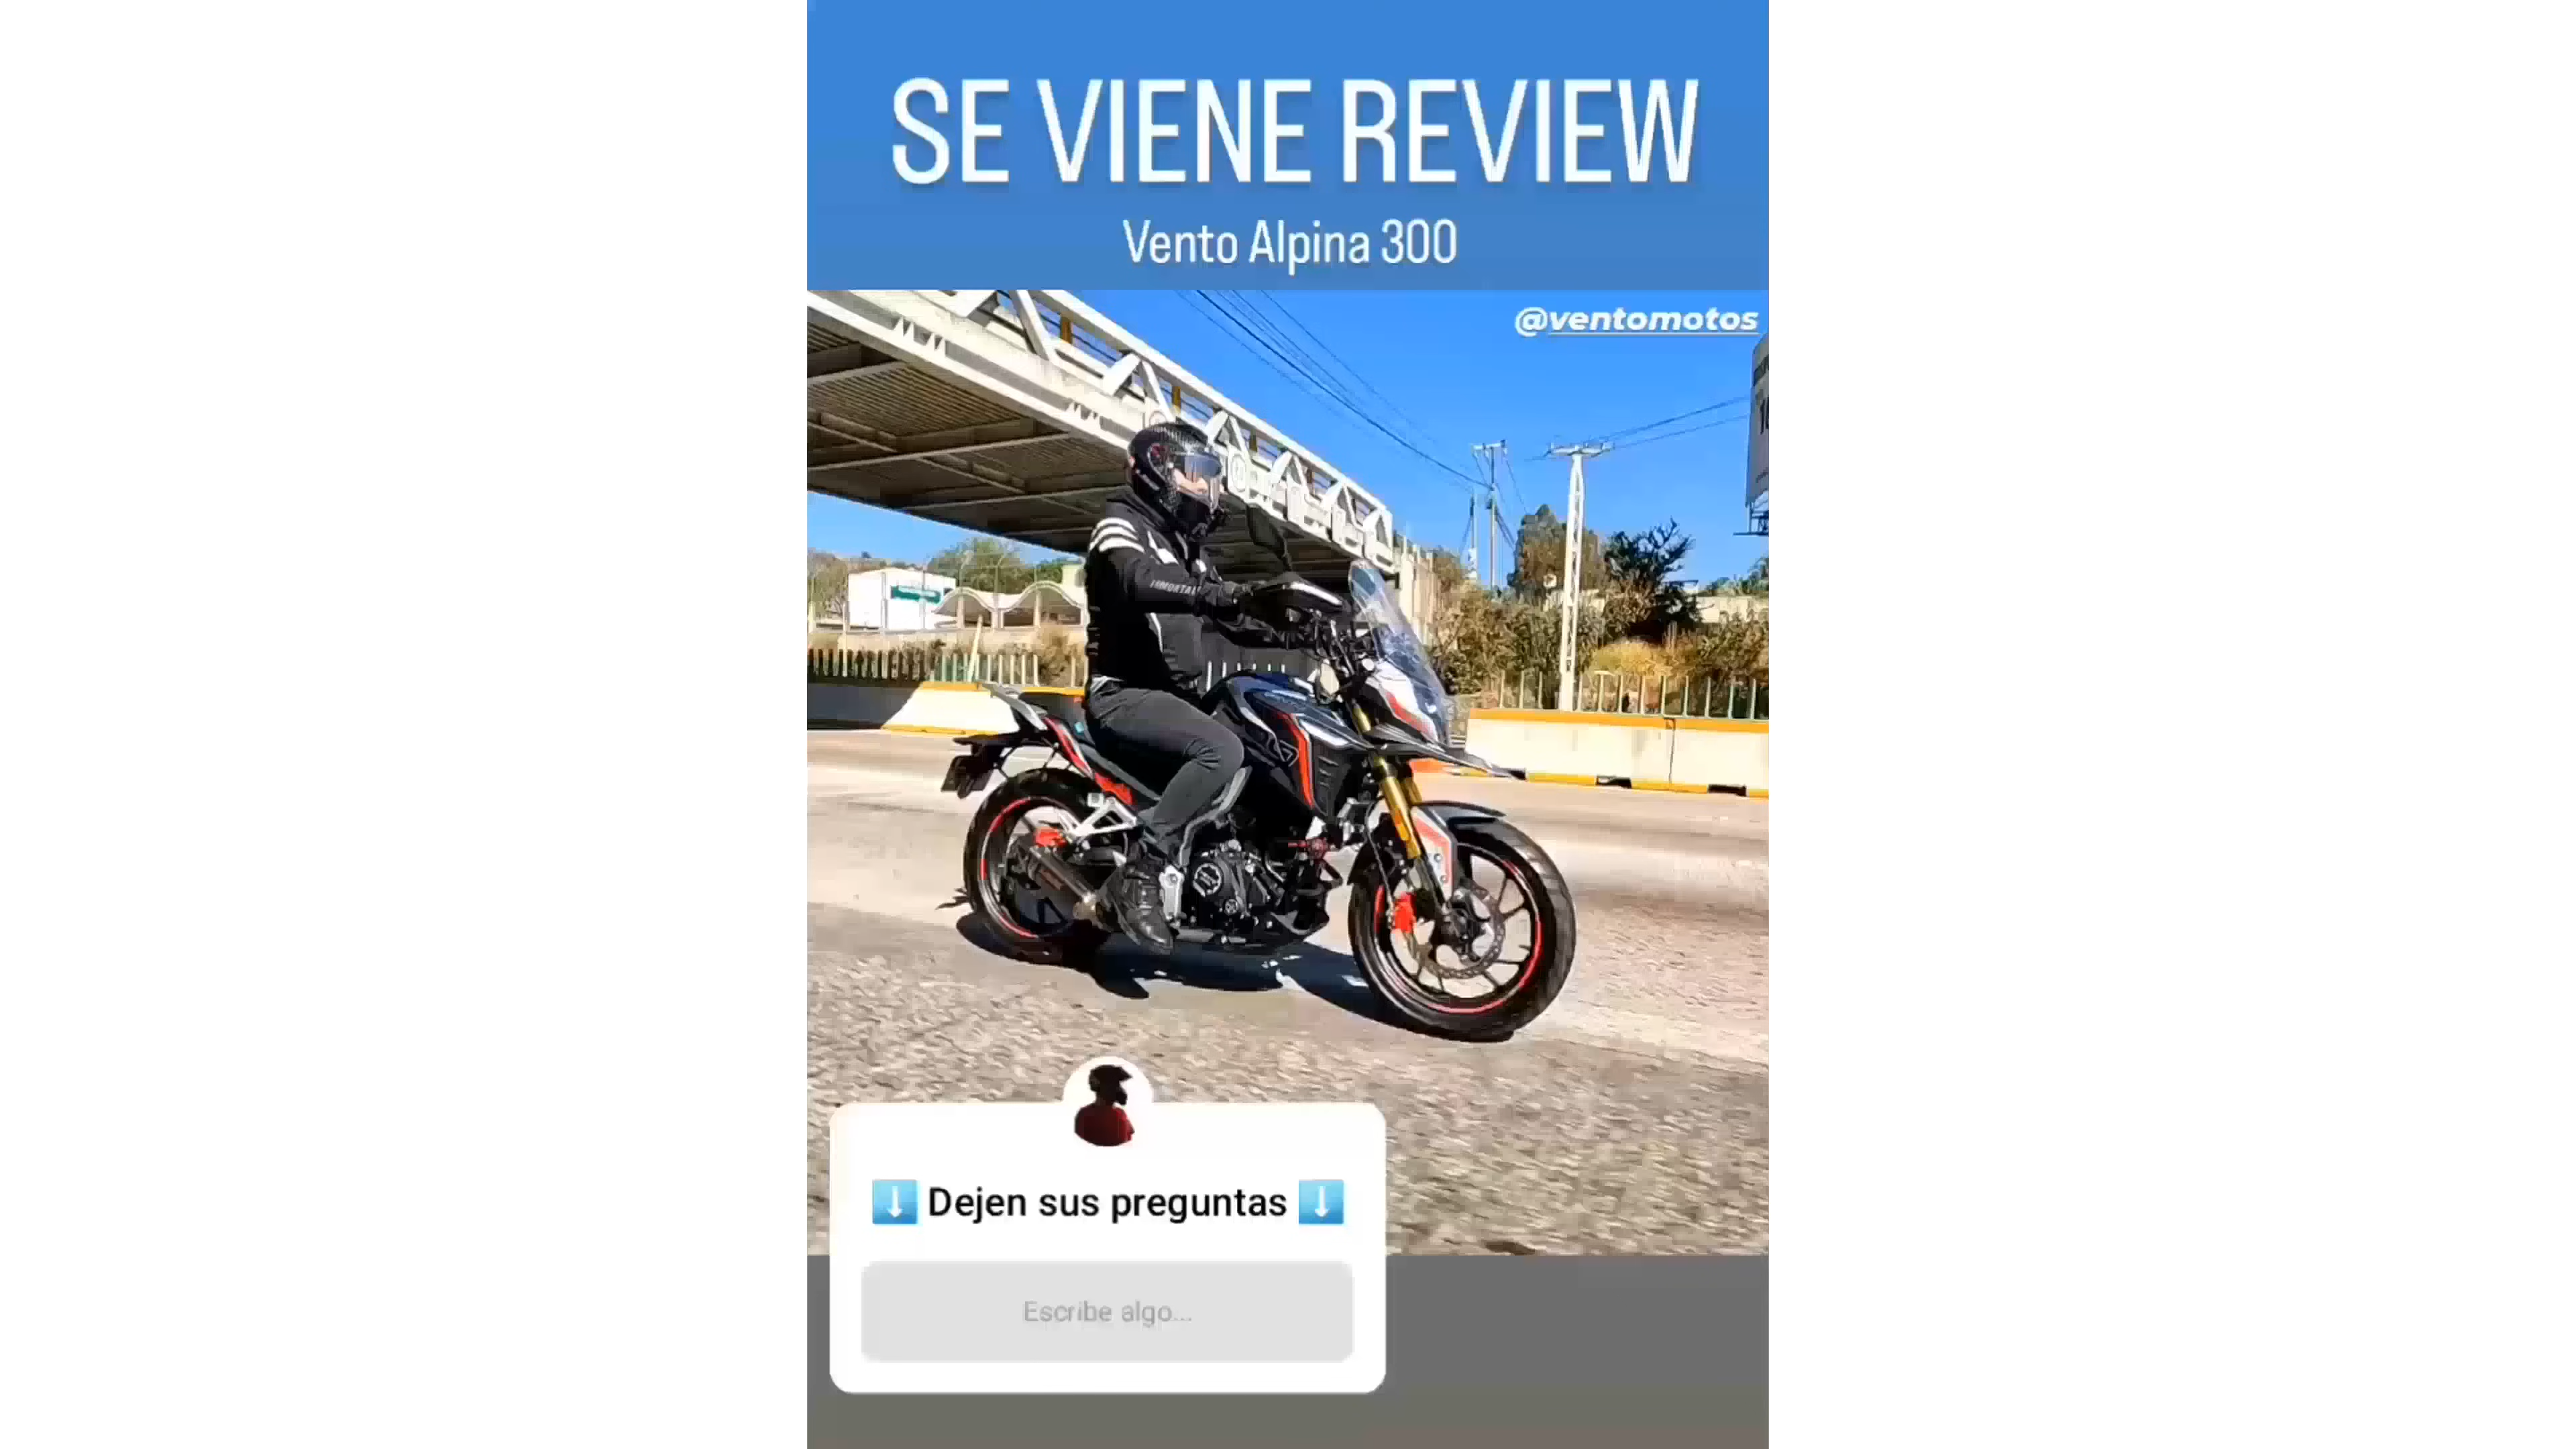 SE VIENE REVIEW
Vento Alpina 300
@ventomotos
⬇️ Dejen sus preguntas ⬇️
Escribe algo...